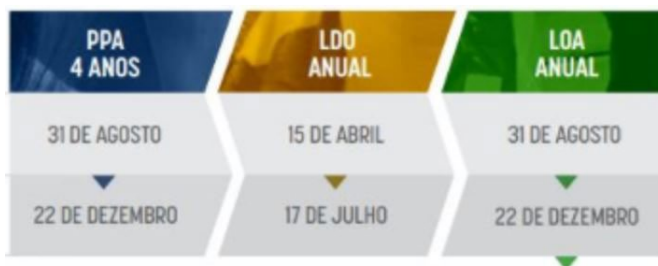 PPA
4 ANOS
LDO
ANUAL
LOA
ANUAL
31 DE AGOSTO
15 DE ABRIL
31 DE AGOSTO
22 DE DEZEMBRO
17 DE JULHO
22 DE DEZEMBRO